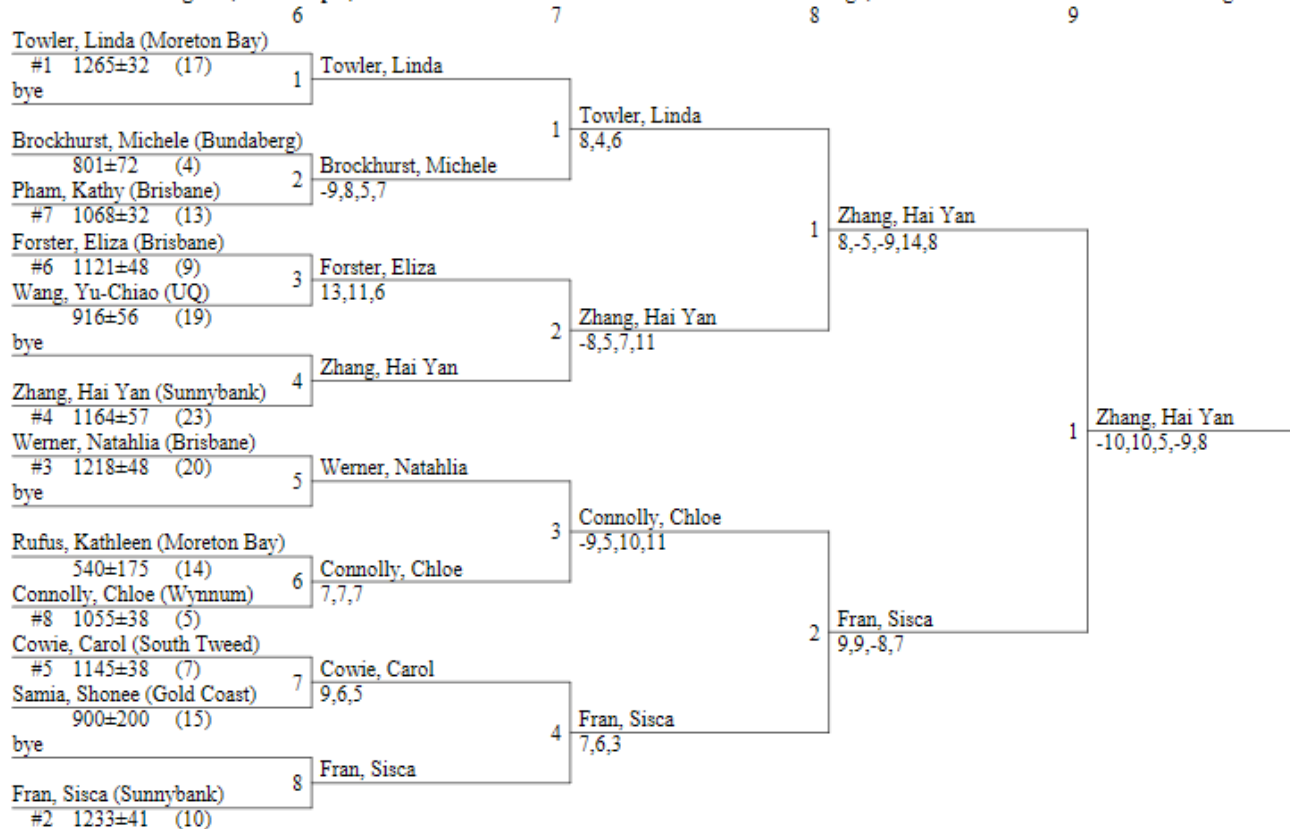 6 7 8 9
Towler, Linda (Moreton Bay)
#1 1265±32 (17)
bye
1
Towler, Linda
Brockhurst, Michele (Bundaberg)
801±72 (4)
Pham, Kathy (Brisbane)
#7 1068±32 (13)
2
Brockhurst, Michele
-9,8,5,7
Forster, Eliza (Brisbane)
#6 1121±48 (9)
Wang, Yu-Chiao (UQ)
916±56 (19)
3
Forster, Eliza
13,11,6
bye
Zhang, Hai Yan (Sunnybank)
#4 1164±57 (23)
4
Zhang, Hai Yan
Werner, Natahlia (Brisbane)
#3 1218±48 (20)
bye
5
Werner, Natahlia
Rufus, Kathleen (Moreton Bay)
540±175 (14)
Connolly, Chloe (Wynnum)
#8 1055±38 (5)
6
Connolly, Chloe
7,7,7
Cowie, Carol (South Tweed)
#5 1145±38 (7)
Samia, Shonee (Gold Coast)
900±200 (15)
7
Cowie, Carol
9,6,5
bye
Fran, Sisca (Sunnybank)
#2 1233±41 (10)
8
Fran, Sisca
1
Towler, Linda
8,4,6
2
Zhang, Hai Yan
-8,5,7,11
3
Connolly, Chloe
-9,5,10,11
4
Fran, Sisca
7,6,3
1
Zhang, Hai Yan
8,-5,-9,14,8
2
Fran, Sisca
9,9,-8,7
1
Zhang, Hai Yan
-10,10,5,-9,8